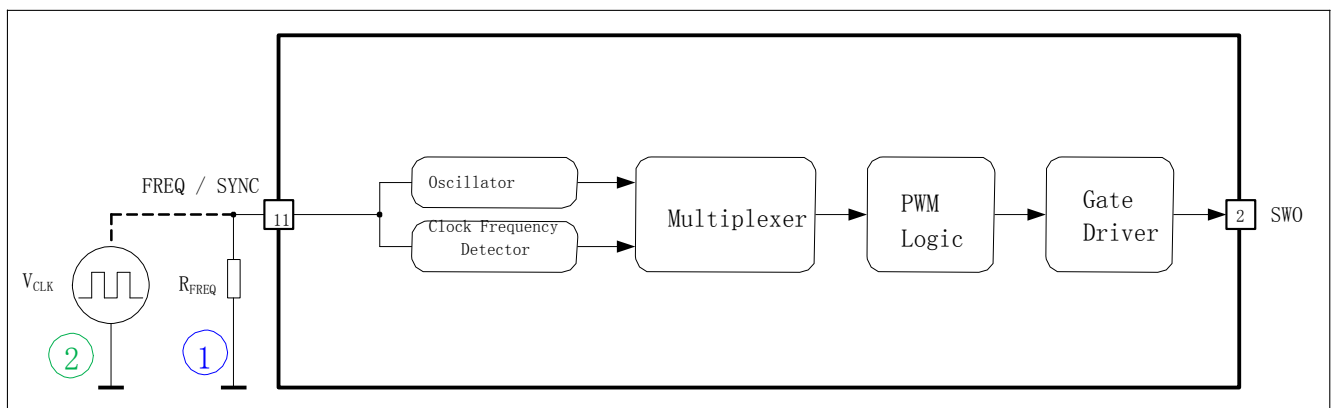 FREQ / SYNC
11
Oscillator
Clock Frequency
Detector
Multiplexer
PWM
Logic
Gate
Driver
2
SWO
VCLK
RFREQ
2
1